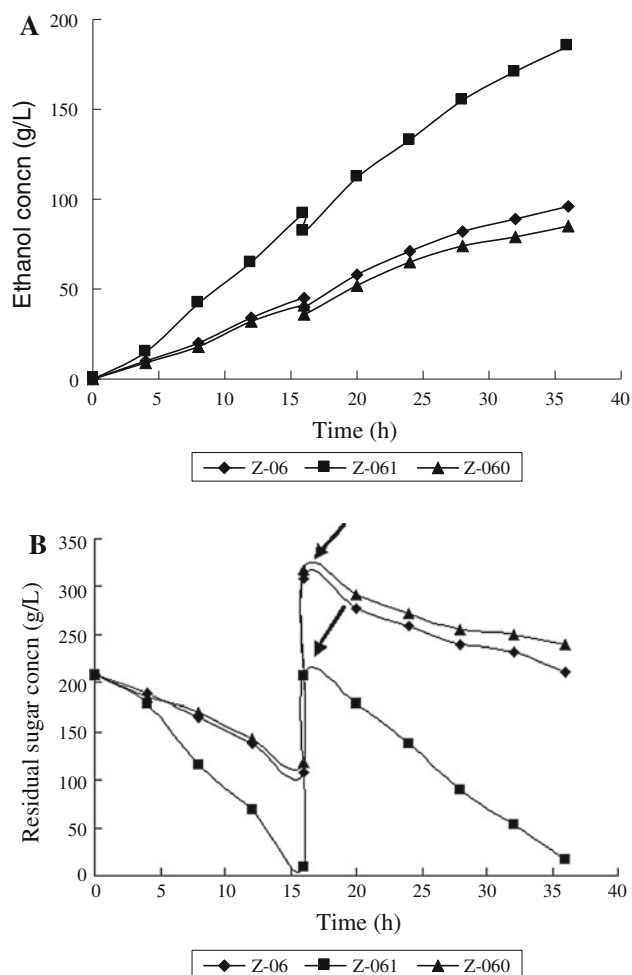 A
200
150
100
50
0
Ethanol concn (g/L)
0 5 10 15 20 25 30 35 40
Time (h)
Z-06 Z-061 Z-060
B
350
300
250
200
150
100
50
0
Residual sugar concn (g/L)
0 5 10 15 20 25 30 35 40
Time (h)
Z-06 Z-061 Z-060